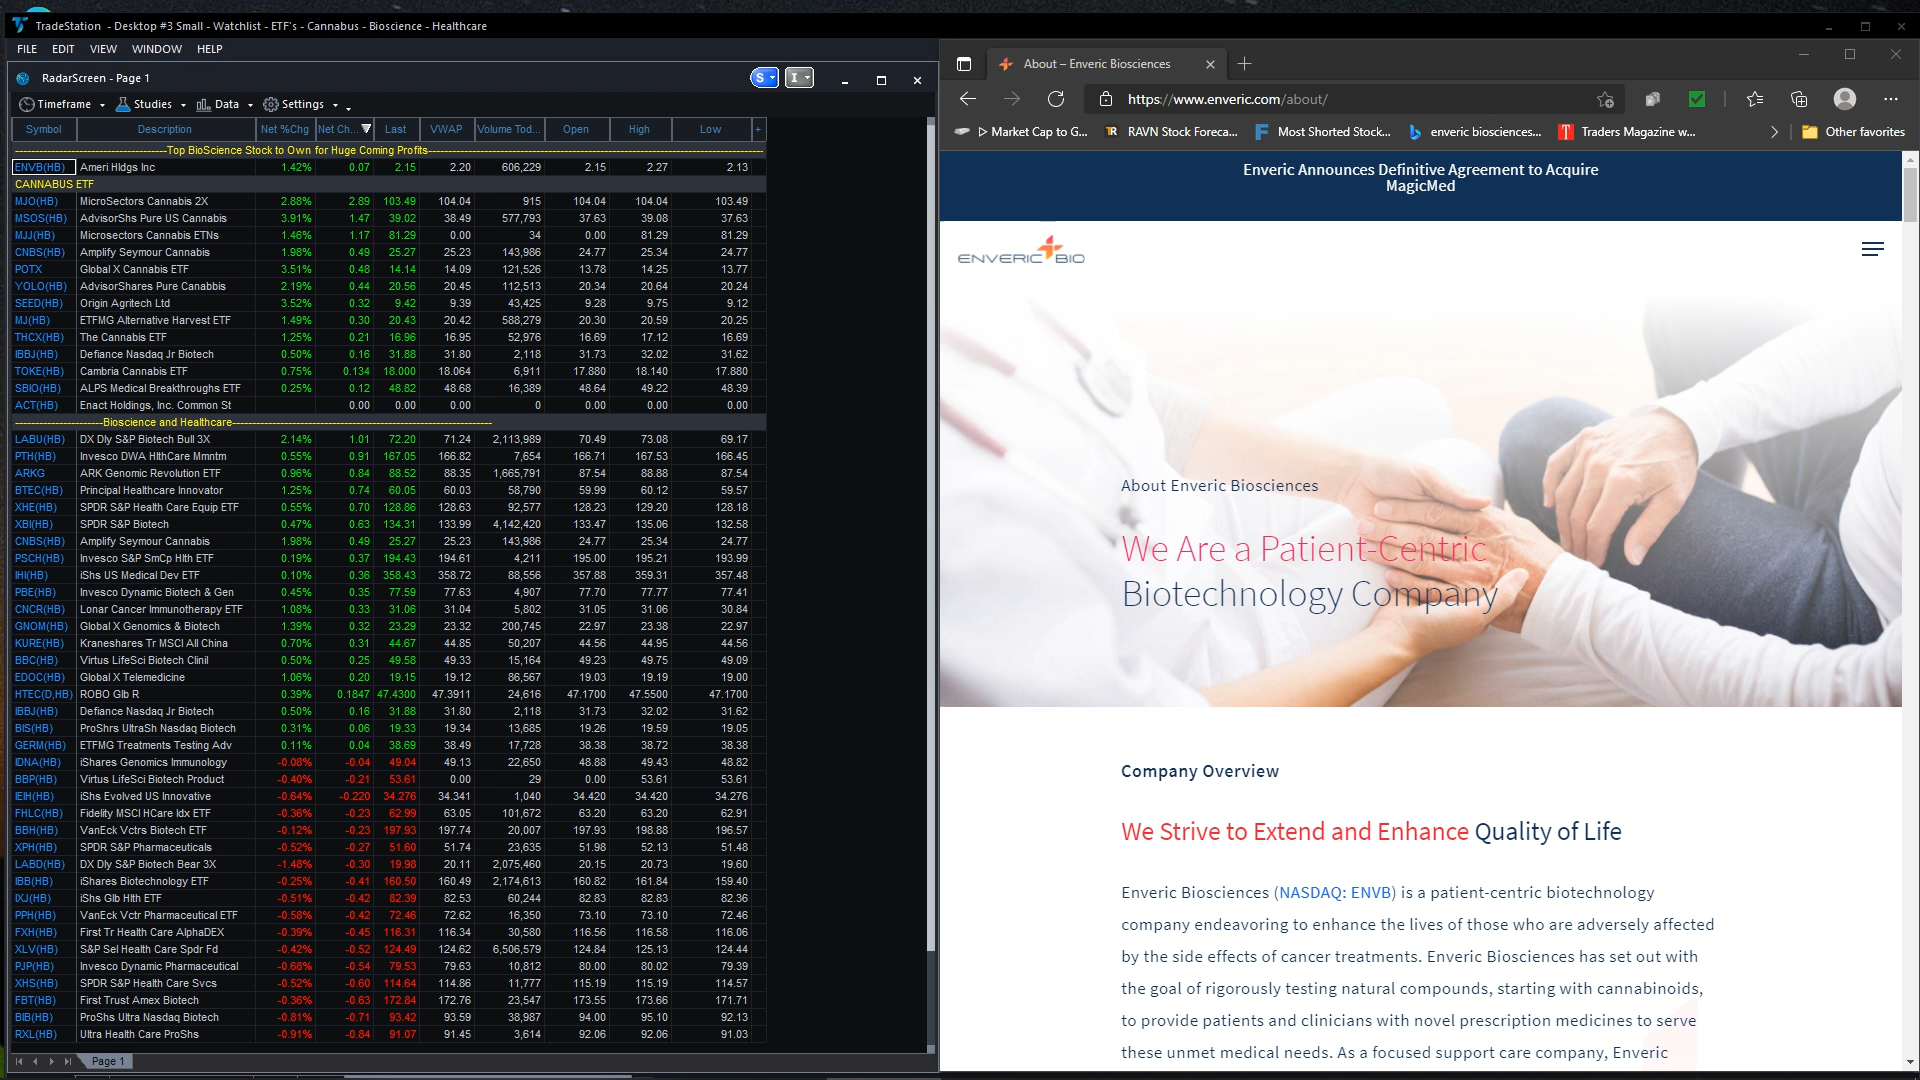 TradeStation - Desktop #3 Small - Watchlist - ETF's - Cannabus - Bioscience - Healthcare
FILE EDIT VIEW WINDOW HELP
RadarScreen - Page 1
S I
Timeframe Studies Data Settings
Symbol Description Net %Chg Net Ch... Last VWAP Volume Tod... Open High Low +
Top BioScience Stock to Own for Huge Coming Profits
ENVB(HB) Ameri Hldgs Inc 1.42% 0.07 2.15 2.20 606,229 2.15 2.27 2.13
CANNABUS ETF
MJO(HB) MicroSectors Cannabis 2X 2.88% 2.89 103.49 104.04 915 104.04 104.04 103.49
MSOS(HB) AdvisorShs Pure US Cannabis 3.91% 1.47 39.02 38.49 577,793 37.63 39.08 37.63
MJJ(HB) Microsectors Cannabis ETNs 1.46% 1.17 81.29 0.00 34 0.00 81.29 81.29
CNBS(HB) Amplify Seymour Cannabis 1.98% 0.49 25.27 25.23 143,986 24.77 25.34 24.77
POTX Global X Cannabis ETF 3.51% 0.48 14.14 14.09 121,526 13.78 14.25 13.77
YOLO(HB) AdvisorShares Pure Canabbis 2.19% 0.44 20.56 20.45 112,513 20.34 20.64 20.24
SEED(HB) Origin Agritech Ltd 3.52% 0.32 9.42 9.39 43,425 9.28 9.75 9.12
MJ(HB) ETFMG Alternative Harvest ETF 1.49% 0.30 20.43 20.42 588,279 20.30 20.59 20.25
THCX(HB) The Cannabis ETF 1.25% 0.21 16.96 16.95 52,976 16.69 17.12 16.69
IBBJ(HB) Defiance Nasdaq Jr Biotech 0.50% 0.16 31.88 31.80 2,118 31.73 32.02 31.62
TOKE(HB) Cambria Cannabis ETF 0.75% 0.134 18.000 18.064 6,911 17.880 18.140 17.880
SBIO(HB) ALPS Medical Breakthroughs ETF 0.25% 0.12 48.82 48.68 16,389 48.64 49.22 48.39
ACT(HB) Enact Holdings, Inc. Common St 0.00 0.00 0.00 0 0.00 0.00 0.00
Bioscience and Healthcare
LABU(HB) DX Dly S&P Biotech Bull 3X 2.14% 1.01 72.20 71.24 2,113,989 70.49 73.08 69.17
PTH(HB) Invesco DWA HlthCare Mmntm 0.55% 0.91 167.05 166.82 7,654 166.71 167.53 166.45
ARKG ARK Genomic Revolution ETF 0.96% 0.84 88.52 88.35 1,665,791 87.54 88.88 87.54
BTEC(HB) Principal Healthcare Innovator 1.25% 0.74 60.05 60.03 58,790 59.99 60.12 59.57
XHE(HB) SPDR S&P Health Care Equip ETF 0.55% 0.70 128.86 128.63 92,577 128.23 129.20 128.18
XBI(HB) SPDR S&P Biotech 0.47% 0.63 134.31 133.99 4,142,420 133.47 135.06 132.58
CNBS(HB) Amplify Seymour Cannabis 1.98% 0.49 25.27 25.23 143,986 24.77 25.34 24.77
PSCH(HB) Invesco S&P SmCp Hlth ETF 0.19% 0.37 194.43 194.61 4,211 195.00 195.21 193.99
IHI(HB) iShs US Medical Dev ETF 0.10% 0.36 358.43 358.72 88,556 357.88 359.31 357.48
PBE(HB) Invesco Dynamic Biotech & Gen 0.45% 0.35 77.59 77.63 4,907 77.70 77.77 77.41
CNCR(HB) Lonar Cancer Immunotherapy ETF 1.08% 0.33 31.06 31.04 5,802 31.05 31.06 30.84
GNOM(HB) Global X Genomics & Biotech 1.39% 0.32 23.29 23.32 200,745 22.97 23.38 22.97
KURE(HB) Kraneshares Tr MSCI All China 0.70% 0.31 44.67 44.85 50,207 44.56 44.95 44.56
BBC(HB) Virtus LifeSci Biotech Clinil 0.50% 0.25 49.58 49.33 15,164 49.23 49.75 49.09
EDOC(HB) Global X Telemedicine 1.06% 0.20 19.15 19.12 86,567 19.03 19.19 19.00
HTEC(D,HB) ROBO Glb R 0.39% 0.1847 47.4300 47.3911 24,616 47.1700 47.5500 47.1700
IBBJ(HB) Defiance Nasdaq Jr Biotech 0.50% 0.16 31.88 31.80 2,118 31.73 32.02 31.62
BIS(HB) ProShrs UltraSh Nasdaq Biotech 0.31% 0.06 19.33 19.34 13,685 19.26 19.59 19.05
GERM(HB) ETFMG Treatments Testing Adv 0.11% 0.04 38.69 38.49 17,728 38.38 38.72 38.38
IDNA(HB) iShares Genomics Immunology -0.08% -0.04 49.04 49.13 22,650 48.88 49.43 48.82
BBP(HB) Virtus LifeSci Biotech Product -0.40% -0.21 53.61 0.00 29 0.00 53.61 53.61
IEIH(HB) iShs Evolved US Innovative -0.64% -0.220 34.276 34.341 1,040 34.420 34.420 34.276
FHLC(HB) Fidelity MSCI HCare Idx ETF -0.36% -0.23 62.99 63.05 101,672 63.20 63.20 62.91
BBH(HB) VanEck Vctrs Biotech ETF -0.12% -0.23 197.93 197.74 20,007 197.93 198.88 196.57
XPH(HB) SPDR S&P Pharmaceuticals -0.52% -0.27 51.60 51.74 23,635 51.98 52.13 51.48
LABD(HB) DX Dly S&P Biotech Bear 3X -1.48% -0.30 19.98 20.11 2,075,460 20.15 20.73 19.60
IBB(HB) iShares Biotechnology ETF -0.25% -0.41 160.50 160.49 2,174,613 160.82 161.84 159.40
IXJ(HB) iShs Glb Hlth ETF -0.51% -0.42 82.39 82.53 60,244 82.83 82.83 82.36
PPH(HB) VanEck Vctr Pharmaceutical ETF -0.58% -0.42 72.46 72.62 16,350 73.10 73.10 72.46
FXH(HB) First Tr Health Care AlphaDEX -0.39% -0.45 116.31 116.34 30,580 116.56 116.58 116.06
XLV(HB) S&P Sel Health Care Spdr Fd -0.42% -0.52 124.49 124.62 6,506,579 124.84 125.13 124.44
PJP(HB) Invesco Dynamic Pharmaceutical -0.68% -0.54 79.53 79.63 10,812 80.00 80.02 79.39
XHS(HB) SPDR S&P Health Care Svcs -0.52% -0.60 114.64 114.86 11,777 115.19 115.19 114.57
FBT(HB) First Trust Amex Biotech -0.36% -0.63 172.84 172.76 23,547 173.55 173.66 171.71
BIB(HB) ProShs Ultra Nasdaq Biotech -0.81% -0.71 93.42 93.59 38,987 94.00 95.10 92.13
RXL(HB) Ultra Health Care ProShs -0.91% -0.84 91.07 91.45 3,614 92.06 92.06 91.03
Page 1
About – Enveric Biosciences
https://www.enveric.com/about/
Market Cap to G... RAVN Stock Foreca... Most Shorted Stock... enveric biosciences... Traders Magazine w... Other favorites
Enveric Announces Definitive Agreement to Acquire
MagicMed
ENVERIC BIO
About Enveric Biosciences
We Are a Patient-Centric
Biotechnology Company
Company Overview
We Strive to Extend and Enhance Quality of Life
Enveric Biosciences (NASDAQ: ENVB) is a patient-centric biotechnology
company endeavoring to enhance the lives of those who are adversely affected
by the side effects of cancer treatments. Enveric Biosciences has set out with
the goal of rigorously testing natural compounds, starting with cannabinoids,
to provide patients and clinicians with novel prescription medicines to serve
these unmet medical needs. As a focused support care company, Enveric